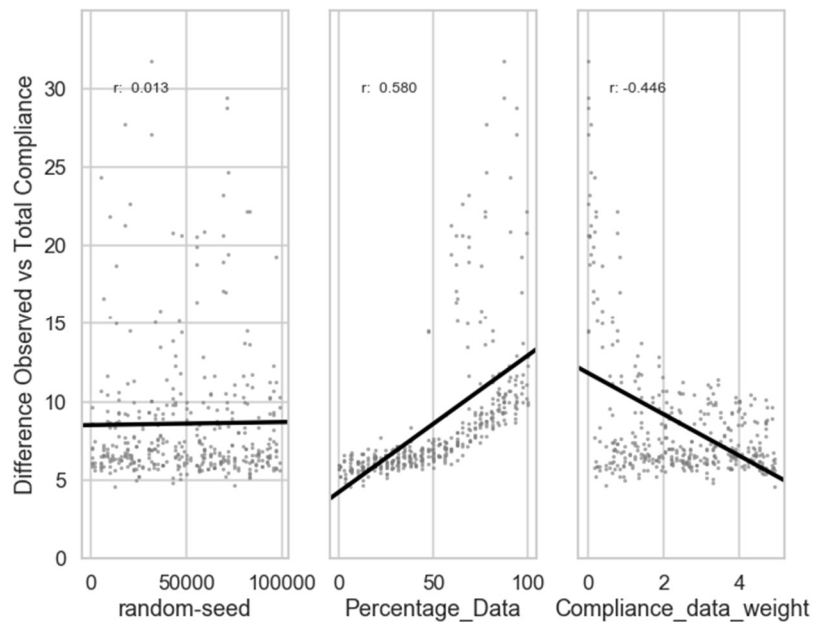 Difference Observed vs Total Compliance
30
25
20
15
10
5
0
r: 0.013
0 50000 100000
random-seed
r: 0.580
0 50 100
Percentage_Data
r: -0.446
0 2 4
Compliance_data_weight